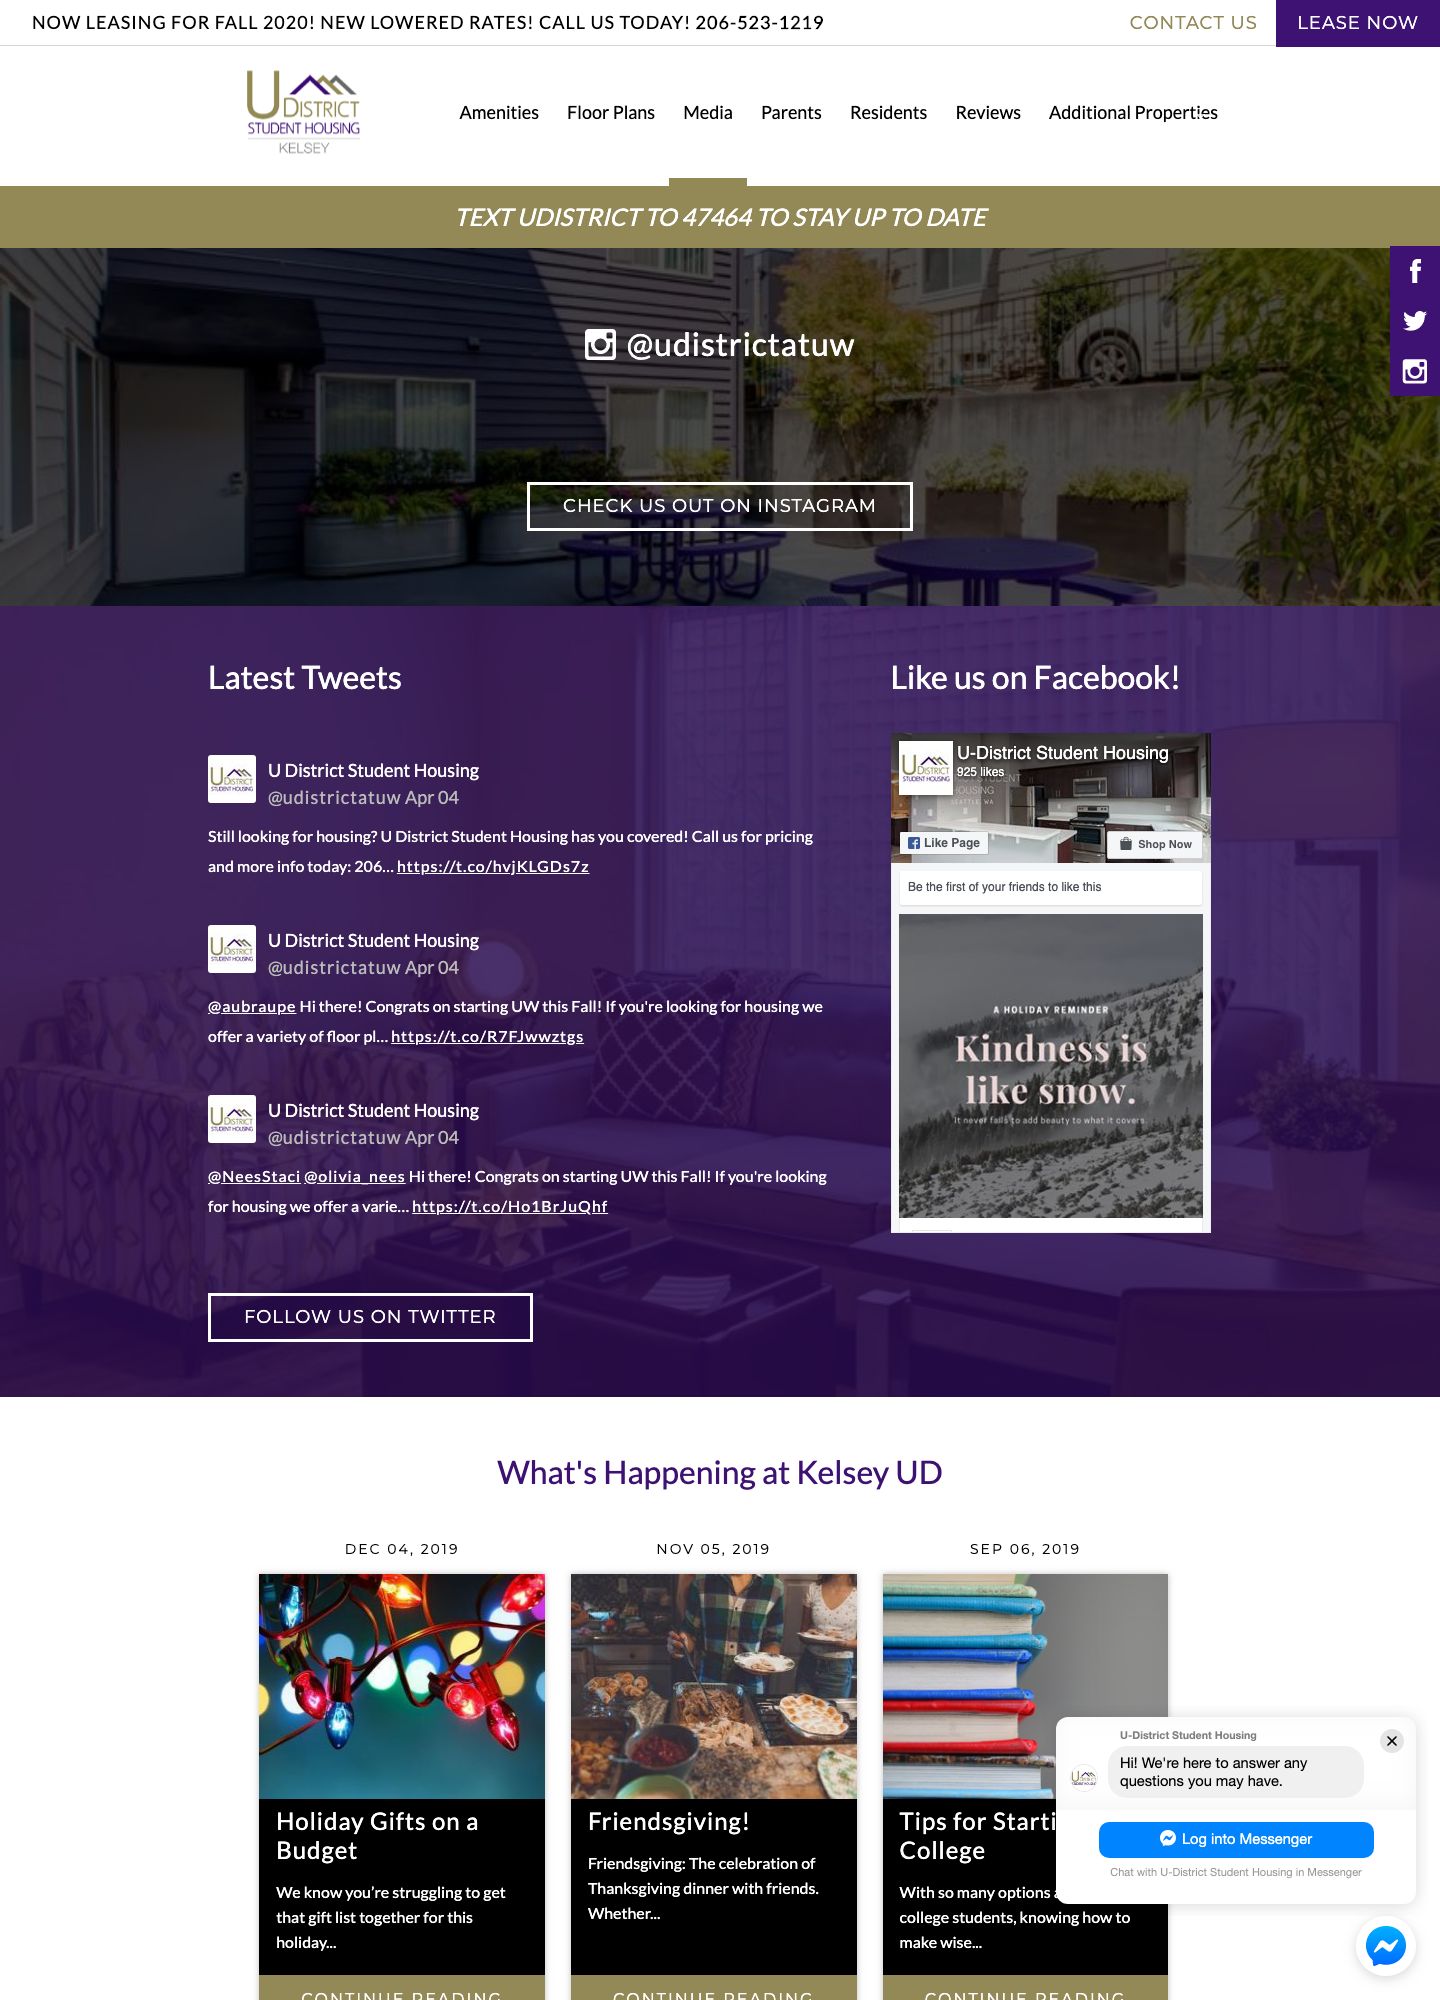 NOW LEASING FOR FALL 2020! NEW LOWERED RATES! CALL US TODAY! 206-523-1219
CONTACT US
LEASE NOW
U DISTRICT
STUDENT HOUSING
KELSEY
Amenities
Floor Plans
Media
Parents
Residents
Reviews
Additional Properties
TEXT UDISTRICT TO 47464 TO STAY UP TO DATE
@udistrictatuw
CHECK US OUT ON INSTAGRAM
Latest Tweets
U District Student Housing
@udistrictatuw Apr 04
Still looking for housing? U District Student Housing has you covered! Call us for pricing
and more info today: 206… https://t.co/hvjKLGDs7z
U District Student Housing
@udistrictatuw Apr 04
@aubraupe Hi there! Congrats on starting UW this Fall! If you're looking for housing we
offer a variety of floor pl… https://t.co/R7FJwwztgs
U District Student Housing
@udistrictatuw Apr 04
@NeesStaci @olivia_nees Hi there! Congrats on starting UW this Fall! If you're looking
for housing we offer a varie… https://t.co/Ho1BrJuQhf
FOLLOW US ON TWITTER
Like us on Facebook!
U DISTRICT
STUDENT HOUSING
U-District Student Housing
925 likes
STUDENT
HOUSING
SEATTLE, WA
Like Page
Shop Now
Be the first of your friends to like this
A HOLIDAY REMINDER
Kindness is
like snow.
It never fails to add beauty to what it covers.
What's Happening at Kelsey UD
DEC 04, 2019
Holiday Gifts on a
Budget
We know you’re struggling to get
that gift list together for this
holiday...
CONTINUE READING
NOV 05, 2019
Friendsgiving!
Friendsgiving: The celebration of
Thanksgiving dinner with friends.
Whether...
CONTINUE READING
SEP 06, 2019
Tips for Starti
College
With so many options
college students, knowing how to
make wise...
CONTINUE READING
U-District Student Housing
Hi! We're here to answer any
questions you may have.
Log into Messenger
Chat with U-District Student Housing in Messenger